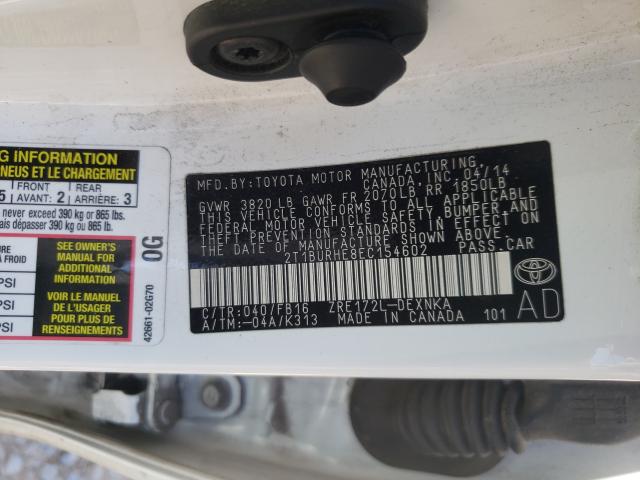 G INFORMATION
NEUS ET LE CHARGEMENT
5 FRONT 2 REAR 3
AVANT: ARRIÈRE:
never exceed 390 kg or 865 lbs.
ais dépasser 390 kg ou 865 lb.
A FROID
PSI
PSI
SEE OWNER'S
MANUAL FOR
ADDITIONAL
INFORMATION
VOIR LE MANUEL
DE L'USAGER
POUR PLUS DE
RENSEIGNEMENTS
OG
42661-02G70
MFD.BY:TOYOTA MOTOR MANUFACTURING,
CANADA INC. 04/14
GVWR 3820 LB GAWR FR 2070LB RR 1850LB
THIS VEHICLE CONFORMS TO ALL APPLICABLE
FEDERAL MOTOR VEHICLE SAFETY, BUMPER, AND
THEFT PREVENTION STANDARDS IN EFFECT ON
THE DATE OF MANUFACTURE SHOWN ABOVE.
2T1BURHE8EC154602 PASS.CAR
C/TR:040/FB16 ZRE172L-DEXNKA
A/TM:-04A/K313 MADE IN CANADA 101
TOYOTA
AD